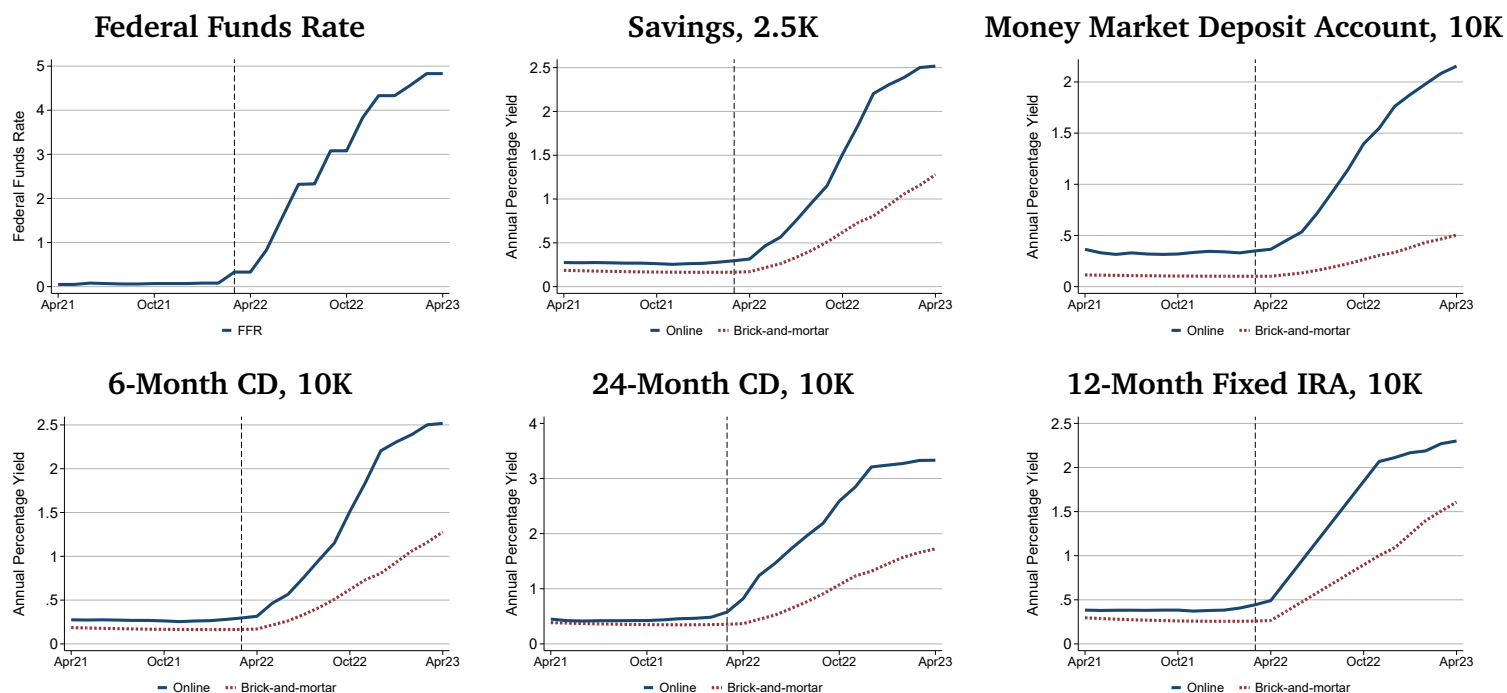 Federal Funds Rate
Federal Funds Rate
5
4
3
2
1
0
Apr21 Oct21 Apr22 Oct22 Apr23
FFR
Savings, 2.5K
Annual Percentage Yield
2.5
2
1.5
1
.5
0
Apr21 Oct21 Apr22 Oct22 Apr23
Online Brick-and-mortar
Money Market Deposit Account, 10K
Annual Percentage Yield
2
1.5
1
.5
0
Apr21 Oct21 Apr22 Oct22 Apr23
Online Brick-and-mortar
6-Month CD, 10K
Annual Percentage Yield
2.5
2
1.5
1
.5
0
Apr21 Oct21 Apr22 Oct22 Apr23
Online Brick-and-mortar
24-Month CD, 10K
Annual Percentage Yield
4
3
2
1
0
Apr21 Oct21 Apr22 Oct22 Apr23
Online Brick-and-mortar
12-Month Fixed IRA, 10K
Annual Percentage Yield
2.5
2
1.5
1
.5
0
Apr21 Oct21 Apr22 Oct22 Apr23
Online Brick-and-mortar